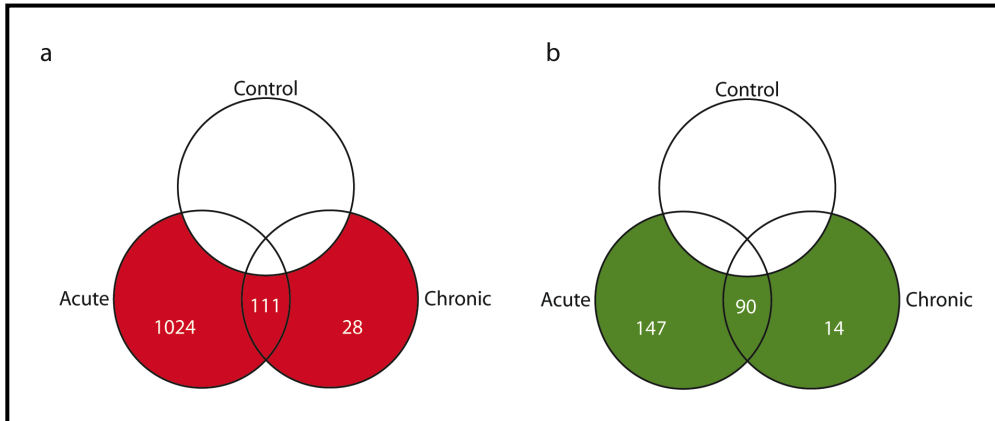 a
Control
Acute
1024
111
28
Chronic
b
Control
Acute
147
90
14
Chronic